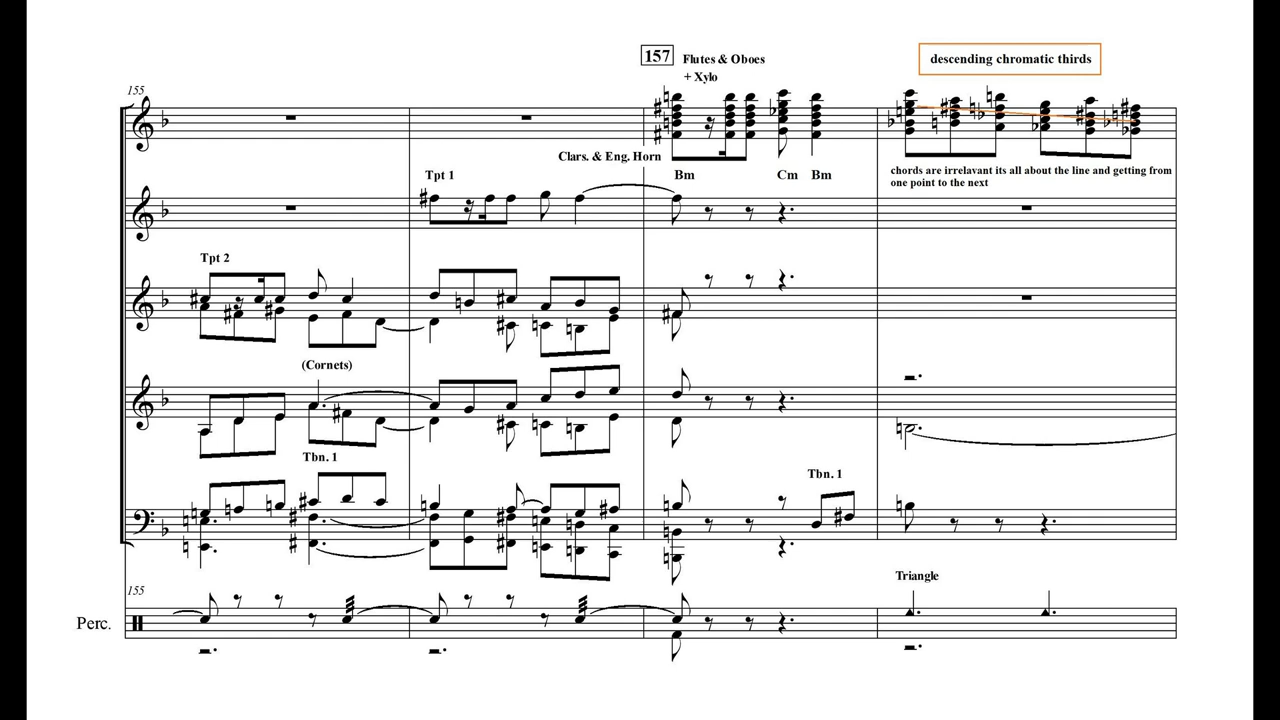 157 Flutes & Oboes
+ Xylo
descending chromatic thirds
155
Clars. & Eng. Horn
Tpt 1
Bm Cm Bm
chords are irrelavant its all about the line and getting from
one point to the next
Tpt 2
(Cornets)
Tbn. 1
Tbn. 1
Triangle
155
Perc.